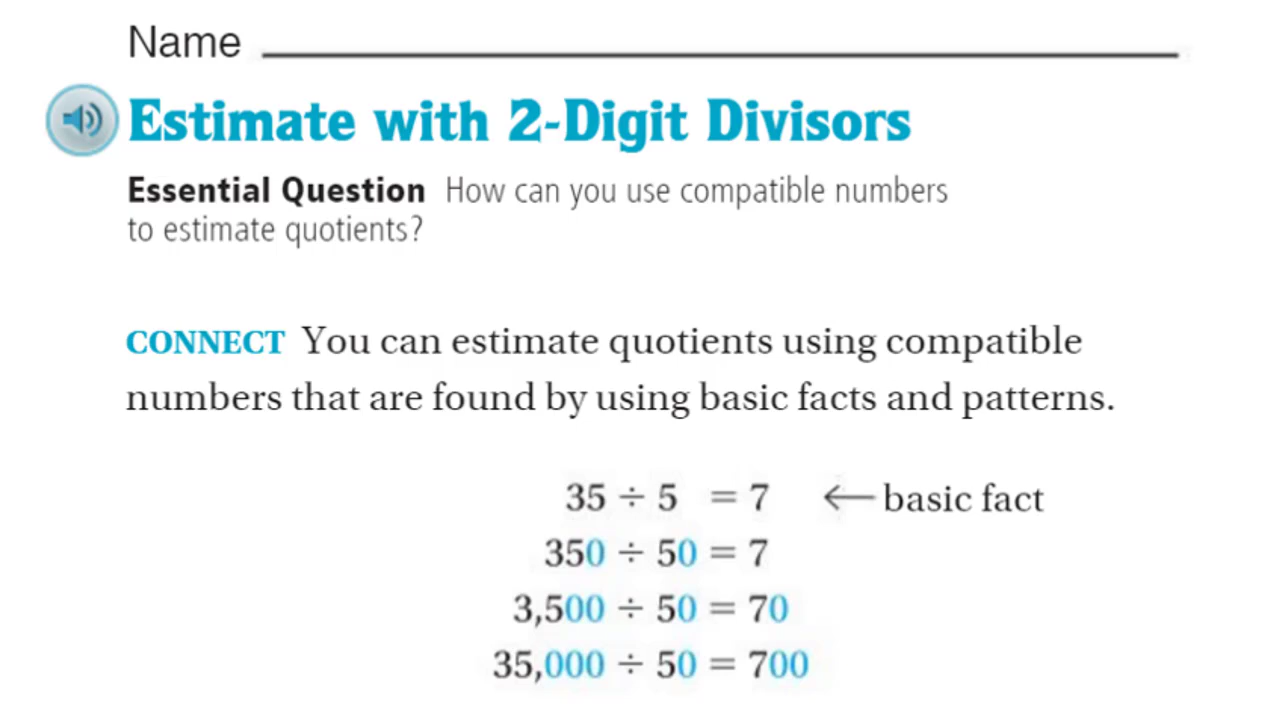 Name
Estimate with 2-Digit Divisors
Essential Question How can you use compatible numbers
to estimate quotients?
CONNECT You can estimate quotients using compatible
numbers that are found by using basic facts and patterns.
35 ÷ 5 = 7 ← basic fact
350 ÷ 50 = 7
3,500 ÷ 50 = 70
35,000 ÷ 50 = 700